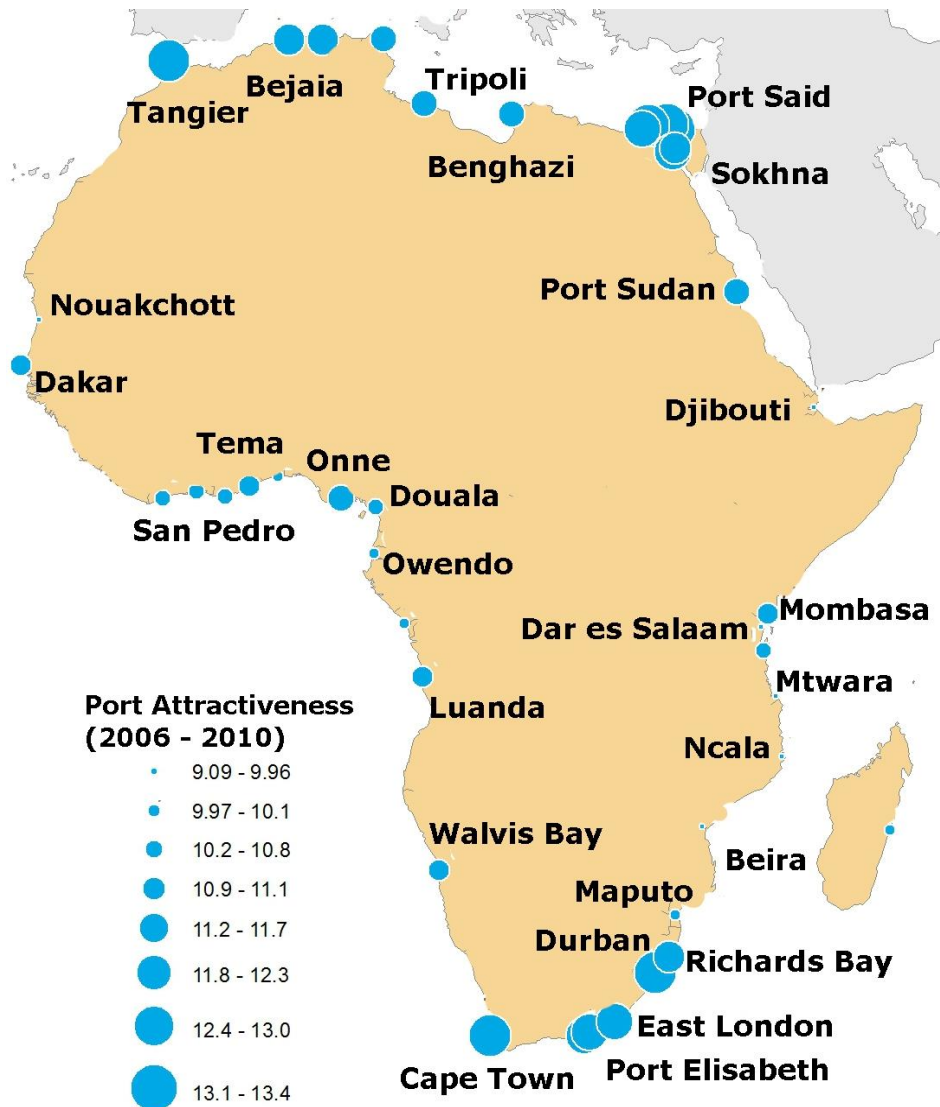 Tangier
Bejaia
Tripoli
Benghazi
Port Said
Sokhna
Port Sudan
Nouakchott
Dakar
Djibouti
Tema
Onne
Douala
San Pedro
Owendo
Mombasa
Dar es Salaam
Mtwara
Luanda
Ncala
Walvis Bay
Beira
Maputo
Durban
Richards Bay
East London
Port Elisabeth
Cape Town
Port Attractiveness
(2006 - 2010)
9.09 - 9.96
9.97 - 10.1
10.2 - 10.8
10.9 - 11.1
11.2 - 11.7
11.8 - 12.3
12.4 - 13.0
13.1 - 13.4